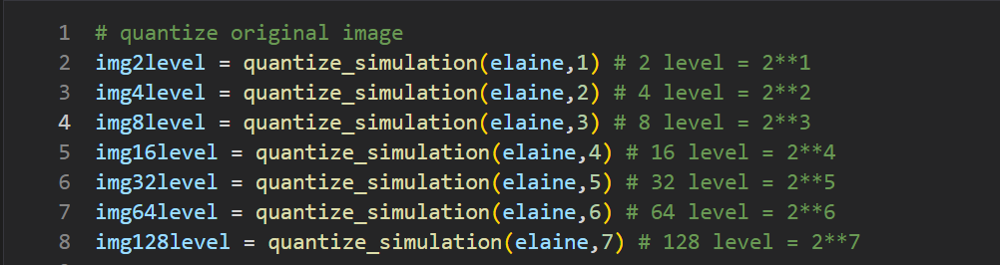 1 # quantize original image
2 img2level = quantize_simulation(elaine,1) # 2 level = 2**1
3 img4level = quantize_simulation(elaine,2) # 4 level = 2**2
4 img8level = quantize_simulation(elaine,3) # 8 level = 2**3
5 img16level = quantize_simulation(elaine,4) # 16 level = 2**4
6 img32level = quantize_simulation(elaine,5) # 32 level = 2**5
7 img64level = quantize_simulation(elaine,6) # 64 level = 2**6
8 img128level = quantize_simulation(elaine,7) # 128 level = 2**7